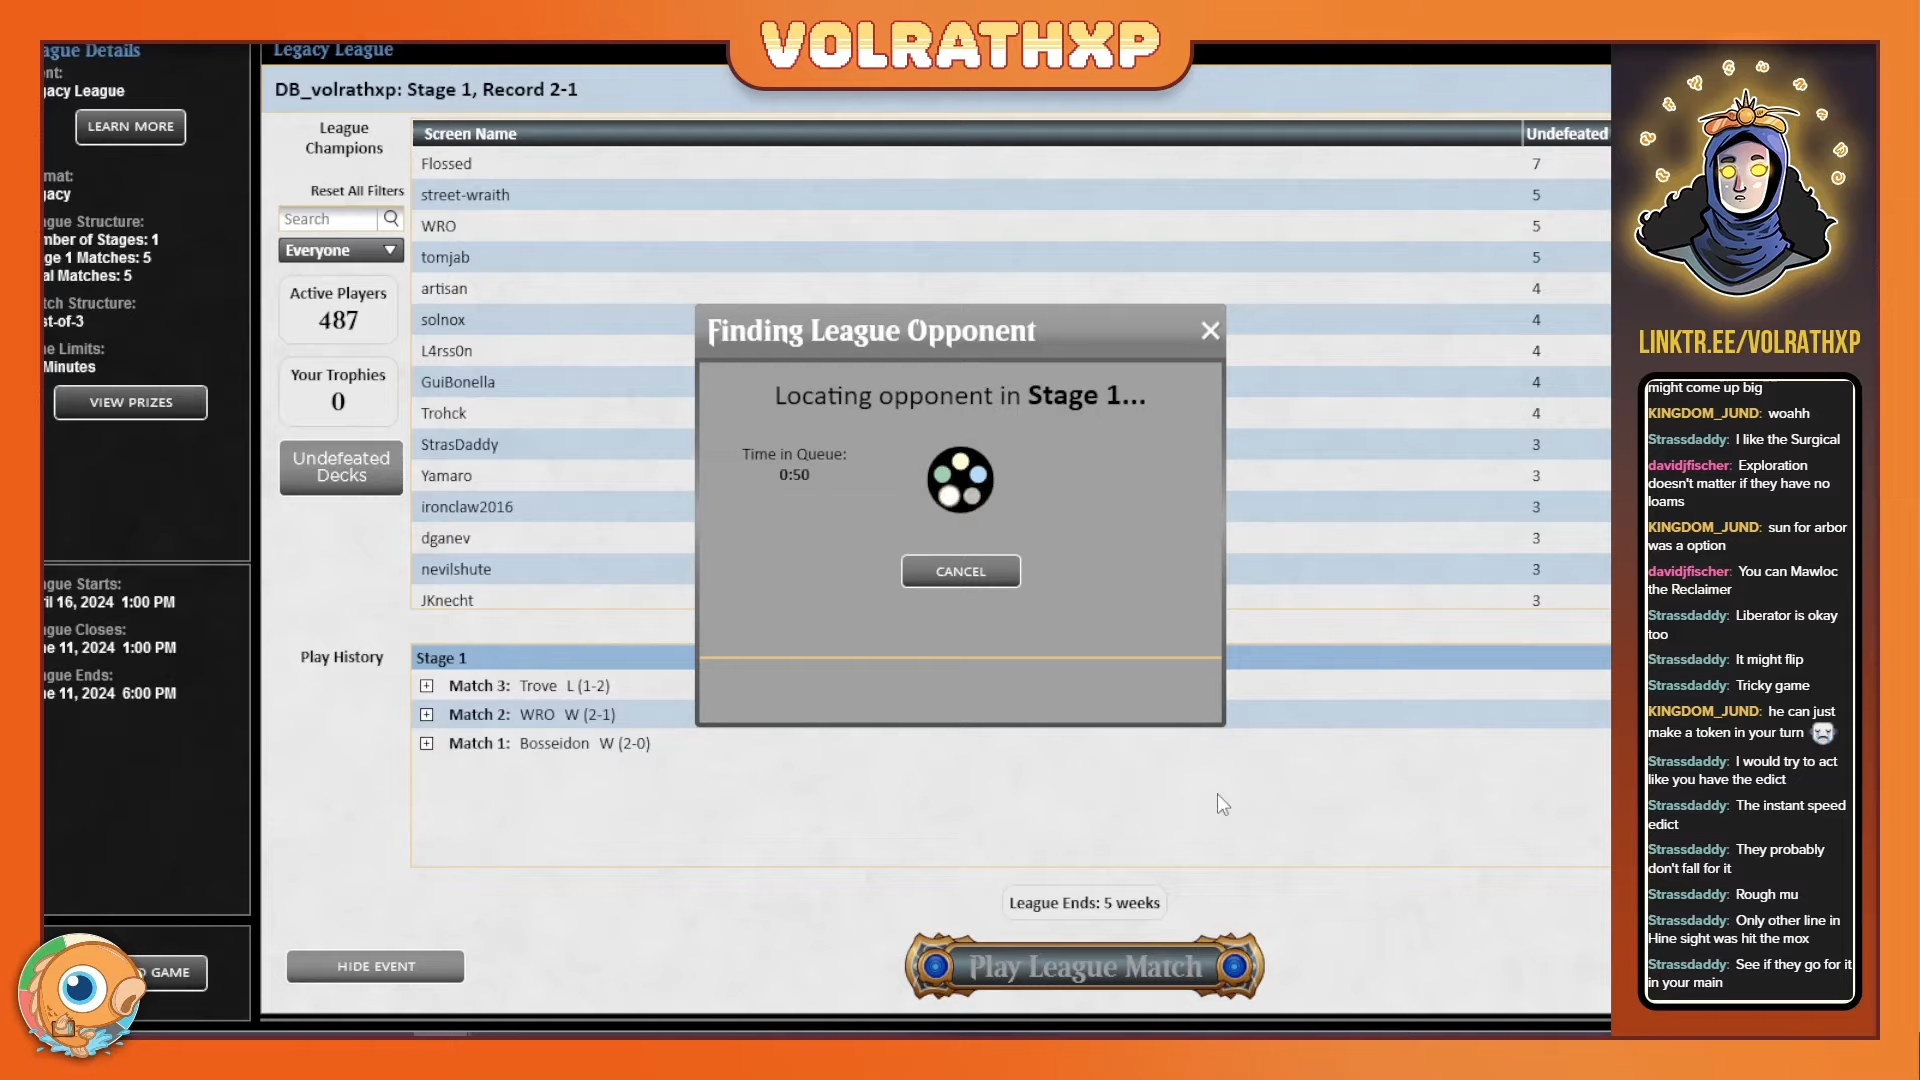 VOLRATHXP
ague Details
nt:
gacy League
LEARN MORE
mat:
gacy
gue Structure:
mber of Stages: 1
ge 1 Matches: 5
al Matches: 5
tch Structure:
st-of-3
ne Limits:
Minutes
VIEW PRIZES
gue Starts:
ril 16, 2024 1:00 PM
gue Closes:
ne 11, 2024 1:00 PM
gue Ends:
ne 11, 2024 6:00 PM
D GAME
Legacy League
DB_volrathxp: Stage 1, Record 2-1
League
Champions
Reset All Filters
Search
Everyone
Active Players
487
Your Trophies
0
Undefeated
Decks
Screen Name Undefeated
Flossed 7
street-wraith 5
WRO 5
tomjab 5
artisan 4
solnox 4
L4rss0n 4
GuiBonella 4
Trohck 4
StrasDaddy 3
Yamaro 3
ironclaw2016 3
dganev 3
nevilshute 3
JKnecht 3
Finding League Opponent
Locating opponent in Stage 1...
Time in Queue:
0:50
CANCEL
Play History
Stage 1
Match 3: Trove L (1-2)
Match 2: WRO W (2-1)
Match 1: Bosseidon W (2-0)
League Ends: 5 weeks
HIDE EVENT
Play League Match
LINKTR.EE/VOLRATHXP
might come up big
KINGDOM_JUND: woahh
Strassdaddy: I like the Surgical
davidjfischer: Exploration
doesn't matter if they have no
loams
KINGDOM_JUND: sun for arbor
was a option
davidjfischer: You can Mawloc
the Reclaimer
Strassdaddy: Liberator is okay
too
Strassdaddy: It might flip
Strassdaddy: Tricky game
KINGDOM_JUND: he can just
make a token in your turn
Strassdaddy: I would try to act
like you have the edict
Strassdaddy: The instant speed
edict
Strassdaddy: They probably
don't fall for it
Strassdaddy: Rough mu
Strassdaddy: Only other line in
Hine sight was hit the mox
Strassdaddy: See if they go for it
in your main